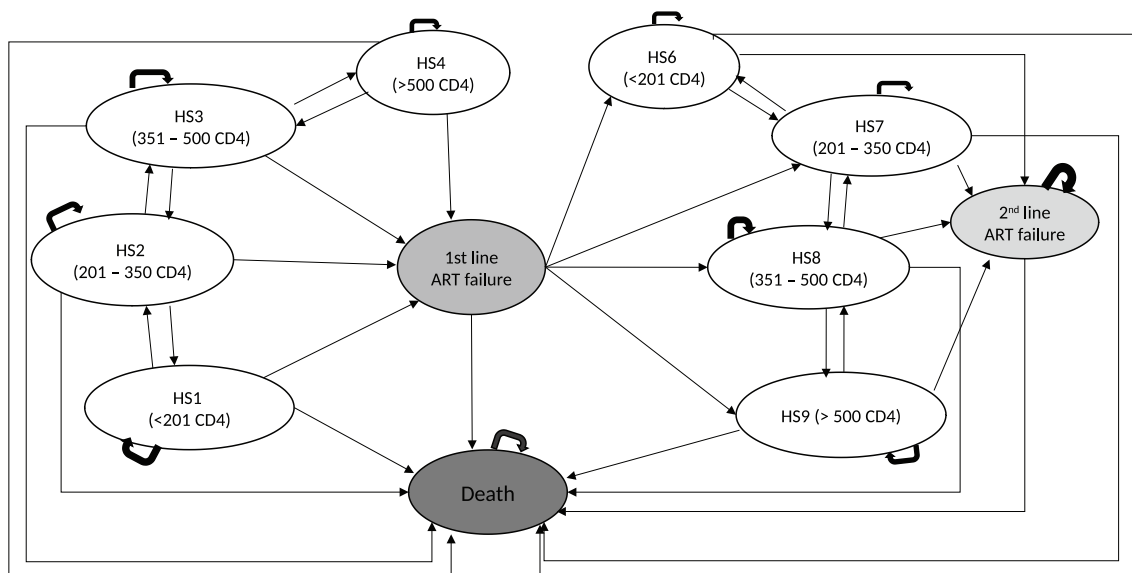 HS4
(>500 CD4)
HS6
(<201 CD4)
HS3
(351 – 500 CD4)
HS7
(201 – 350 CD4)
HS2
(201 – 350 CD4)
1st line
ART failure
HS8
(351 – 500 CD4)
2nd line
ART failure
HS1
(<201 CD4)
HS9 (> 500 CD4)
Death